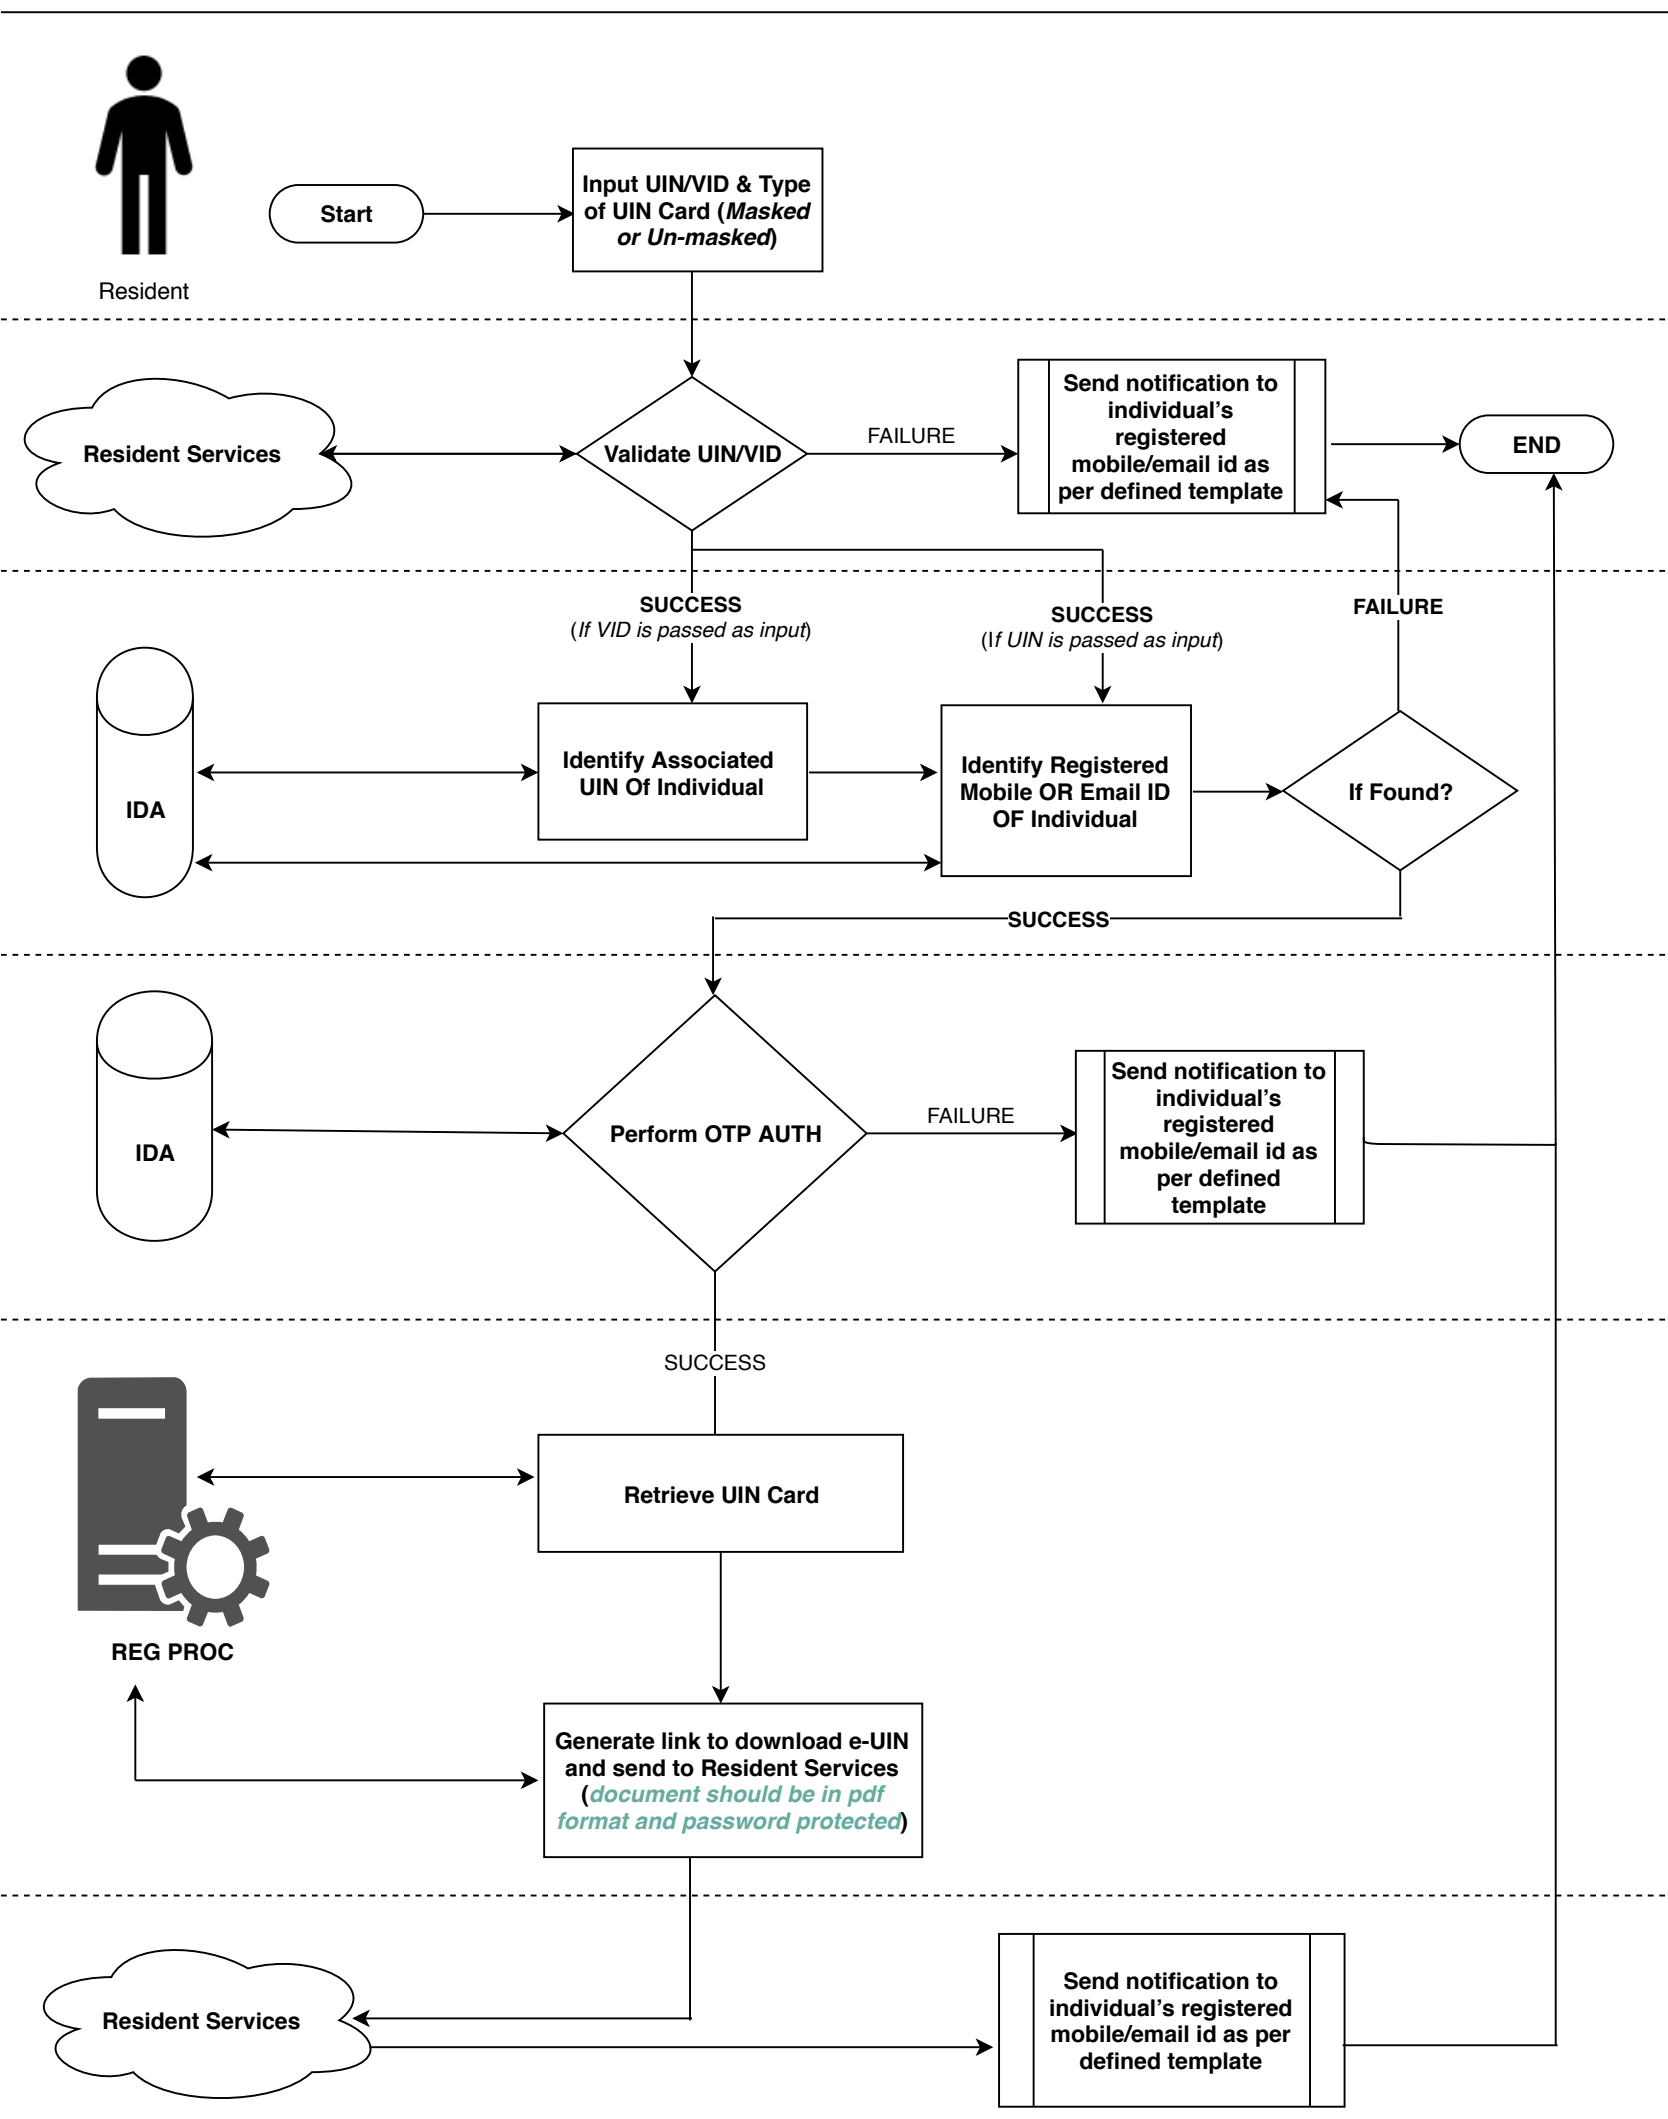 Resident
Start
Input UIN/VID & Type
of UIN Card (Masked
or Un-masked)
Resident Services
Validate UIN/VID
FAILURE
Send notification to
individual's
registered
mobile/email id as
per defined template
END
SUCCESS
(If VID is passed as input)
SUCCESS
(If UIN is passed as input)
FAILURE
IDA
Identify Associated
UIN Of Individual
Identify Registered
Mobile OR Email ID
OF Individual
If Found?
SUCCESS
IDA
Perform OTP AUTH
FAILURE
Send notification to
individual's
registered
mobile/email id as
per defined
template
SUCCESS
REG PROC
Retrieve UIN Card
Generate link to download e-UIN
and send to Resident Services
(document should be in pdf
format and password protected)
Resident Services
Send notification to
individual's registered
mobile/email id as per
defined template